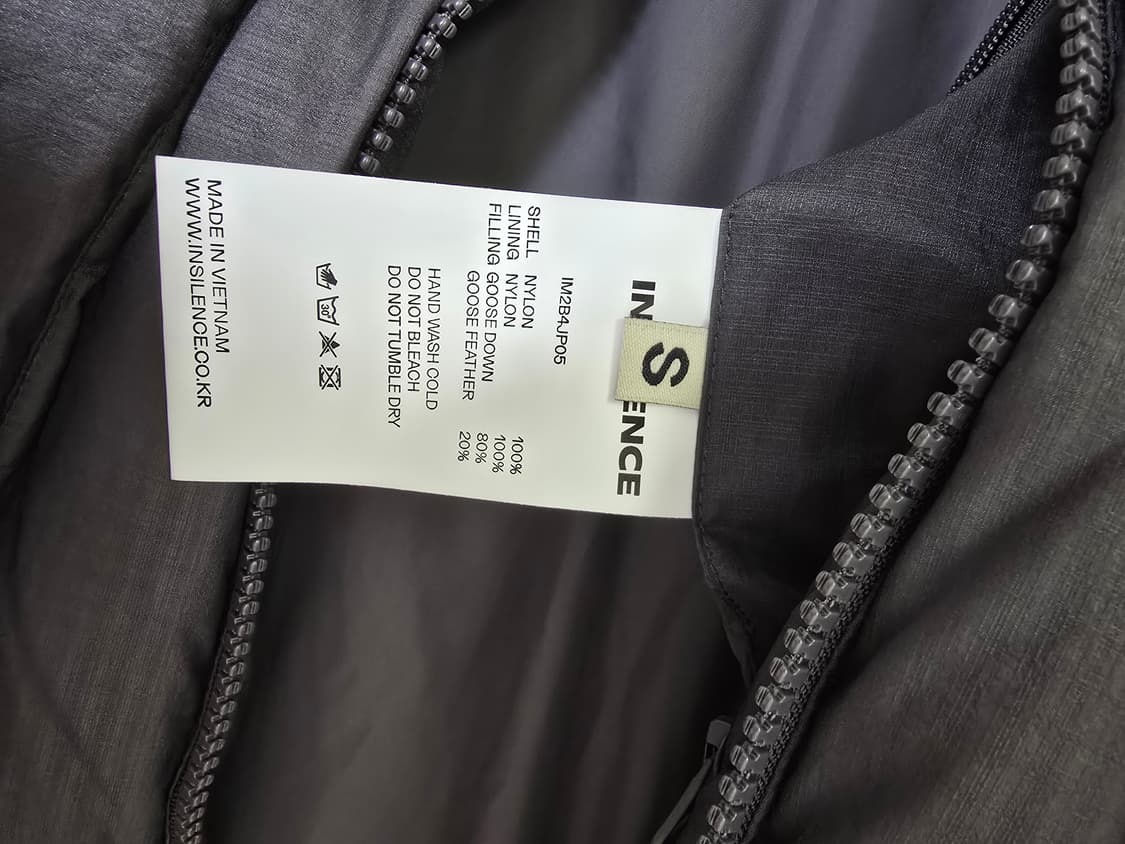 IN ENCE
S
IM2B4JP05
SHELL NYLON 100%
LINING NYLON 100%
FILLING GOOSE DOWN 80%
GOOSE FEATHER 20%
HAND WASH COLD
DO NOT BLEACH
DO NOT TUMBLE DRY
30°
MADE IN VIETNAM
WWW.INSILENCE.CO.KR